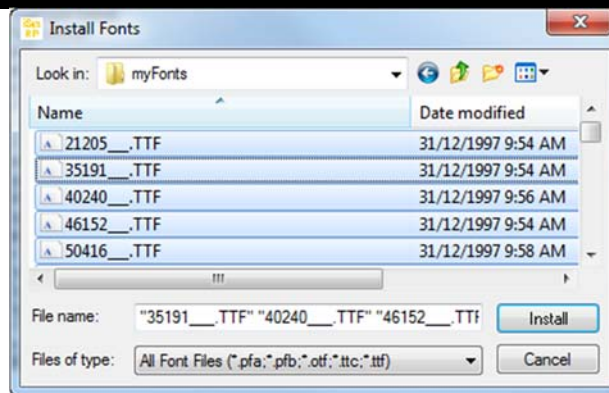 Install Fonts
Look in: myFonts
Name Date modified
21205___.TTF 31/12/1997 9:54 AM
35191___.TTF 31/12/1997 9:54 AM
40240___.TTF 31/12/1997 9:56 AM
46152___.TTF 31/12/1997 9:54 AM
50416___.TTF 31/12/1997 9:58 AM
File name: "35191___.TTF" "40240___.TTF" "46152___.TTF Install
Files of type: All Font Files (*.pfa;*.pfb;*.otf;*.ttc;*.ttf) Cancel